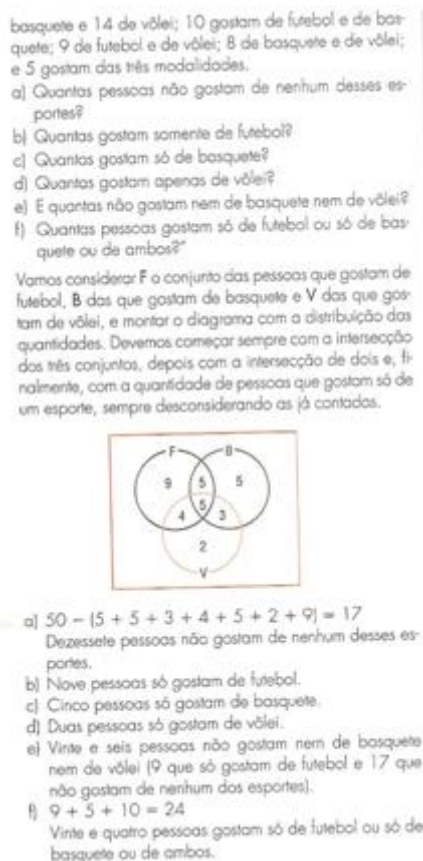 basquete e 14 de vôlei; 10 gostam de futebol e de bas-
quete; 9 de futebol e de vôlei; 8 de basquete e de vôlei;
e 5 gostam das três modalidades.
a) Quantas pessoas não gostam de nenhum desses es-
portes?
b) Quantas gostam somente de futebol?
c) Quantas gostam só de basquete?
d) Quantas gostam apenas de vôlei?
e) E quantas não gostam nem de basquete nem de vôlei?
f) Quantas pessoas gostam só de futebol ou só de bas-
quete ou de ambos?"
Vamos considerar F o conjunto das pessoas que gostam de
futebol, B das que gostam de basquete e V das que gos-
tam de vôlei, e montar o diagrama com a distribuição das
quantidades. Devemos começar sempre com a intersecção
dos três conjuntos, depois com a intersecção de dois e, fi-
nalmente, com a quantidade de pessoas que gostam só de
um esporte, sempre desconsiderando as já contadas.
F B
9 5 5
5
4 3
2
V
a) 50 − (5 + 5 + 3 + 4 + 5 + 2 + 9) = 17
Dezessete pessoas não gostam de nenhum desses es-
portes.
b) Nove pessoas só gostam de futebol.
c) Cinco pessoas só gostam de basquete.
d) Duas pessoas só gostam de vôlei.
e) Vinte e seis pessoas não gostam nem de basquete
nem de vôlei (9 que só gostam de futebol e 17 que
não gostam de nenhum dos esportes).
f) 9 + 5 + 10 = 24
Vinte e quatro pessoas gostam só de futebol ou só de
basquete ou de ambos.